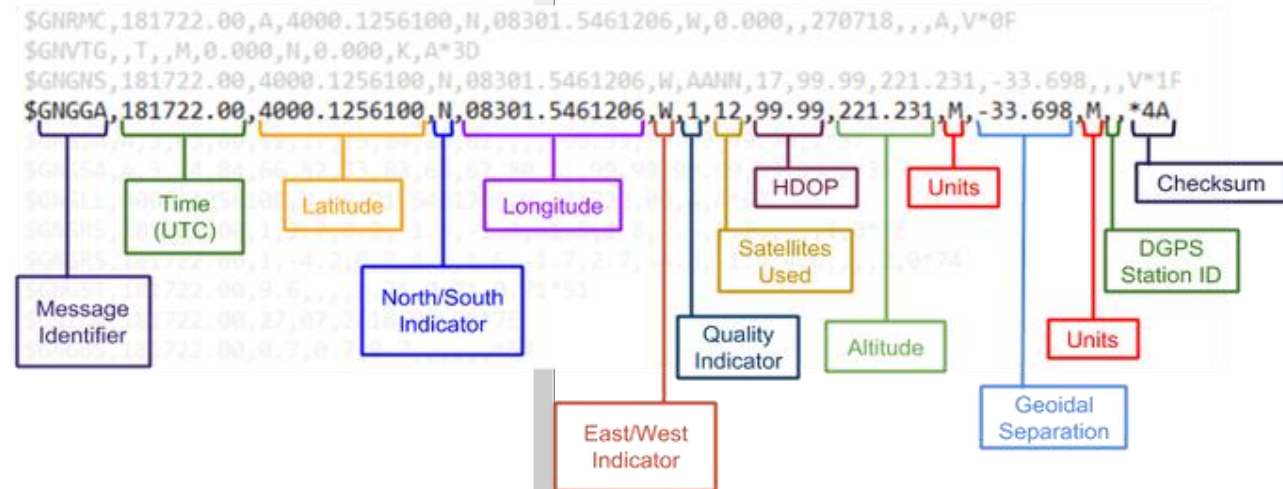 $GNRMC,181722.00,A,4000.1256100,N,08301.5461206,W,0.000,,270718,,,A,V*0F
$GNVTG,,T,,M,0.000,N,0.000,K,A*3D
$GNGNS,181722.00,4000.1256100,N,08301.5461206,W,AANN,17,99.99,221.231,-33.698,,,V*1F
$GNGGA,181722.00,4000.1256100,N,08301.5461206,W,1,12,99.99,221.231,M,-33.698,M,,*4A
HDOP
Units
Checksum
Time
(UTC)
Latitude
Longitude
Satellites
Used
DGPS
Station ID
North/South
Indicator
Message
Identifier
Quality
Indicator
Altitude
Units
Geoidal
Separation
East/West
Indicator